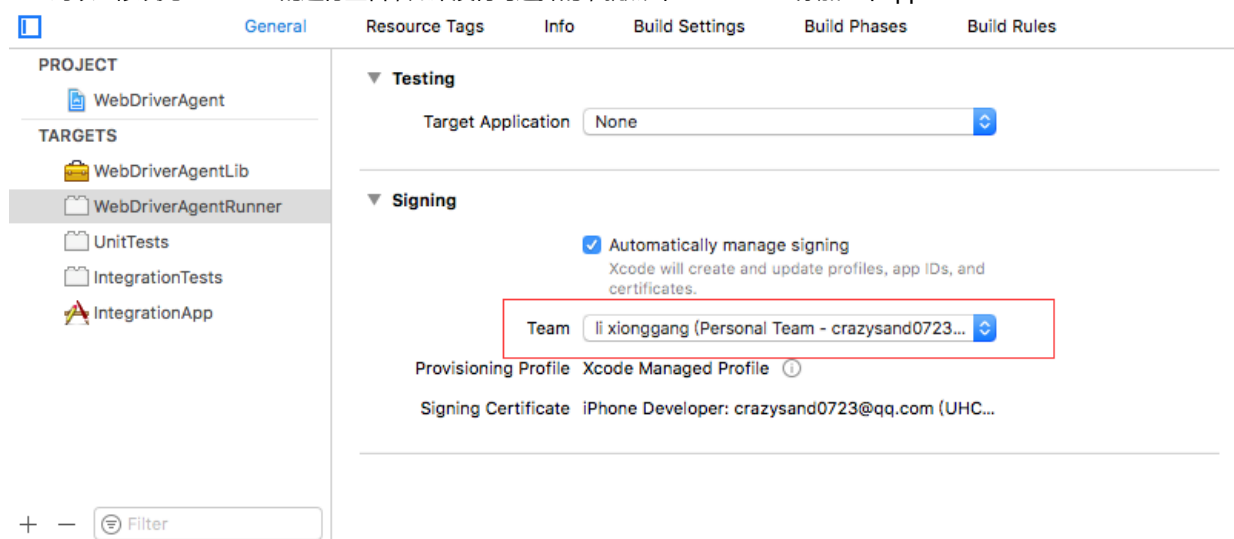 General Resource Tags Info Build Settings Build Phases Build Rules
PROJECT
WebDriverAgent
TARGETS
WebDriverAgentLib
WebDriverAgentRunner
UnitTests
IntegrationTests
IntegrationApp
Filter
Testing
Target Application None
Signing
Automatically manage signing
Xcode will create and update profiles, app IDs, and
certificates.
Team li xionggang (Personal Team - crazysand0723...
Provisioning Profile Xcode Managed Profile
Signing Certificate iPhone Developer: crazysand0723@qq.com (UHC...